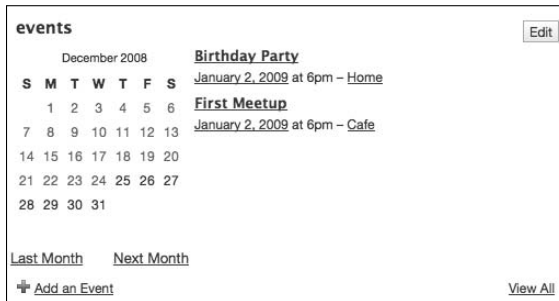 events
Edit
December 2008
S M T W T F S
1 2 3 4 5 6
7 8 9 10 11 12 13
14 15 16 17 18 19 20
21 22 23 24 25 26 27
28 29 30 31
Birthday Party
January 2, 2009 at 6pm – Home
First Meetup
January 2, 2009 at 6pm – Cafe
Last Month Next Month
Add an Event
View All